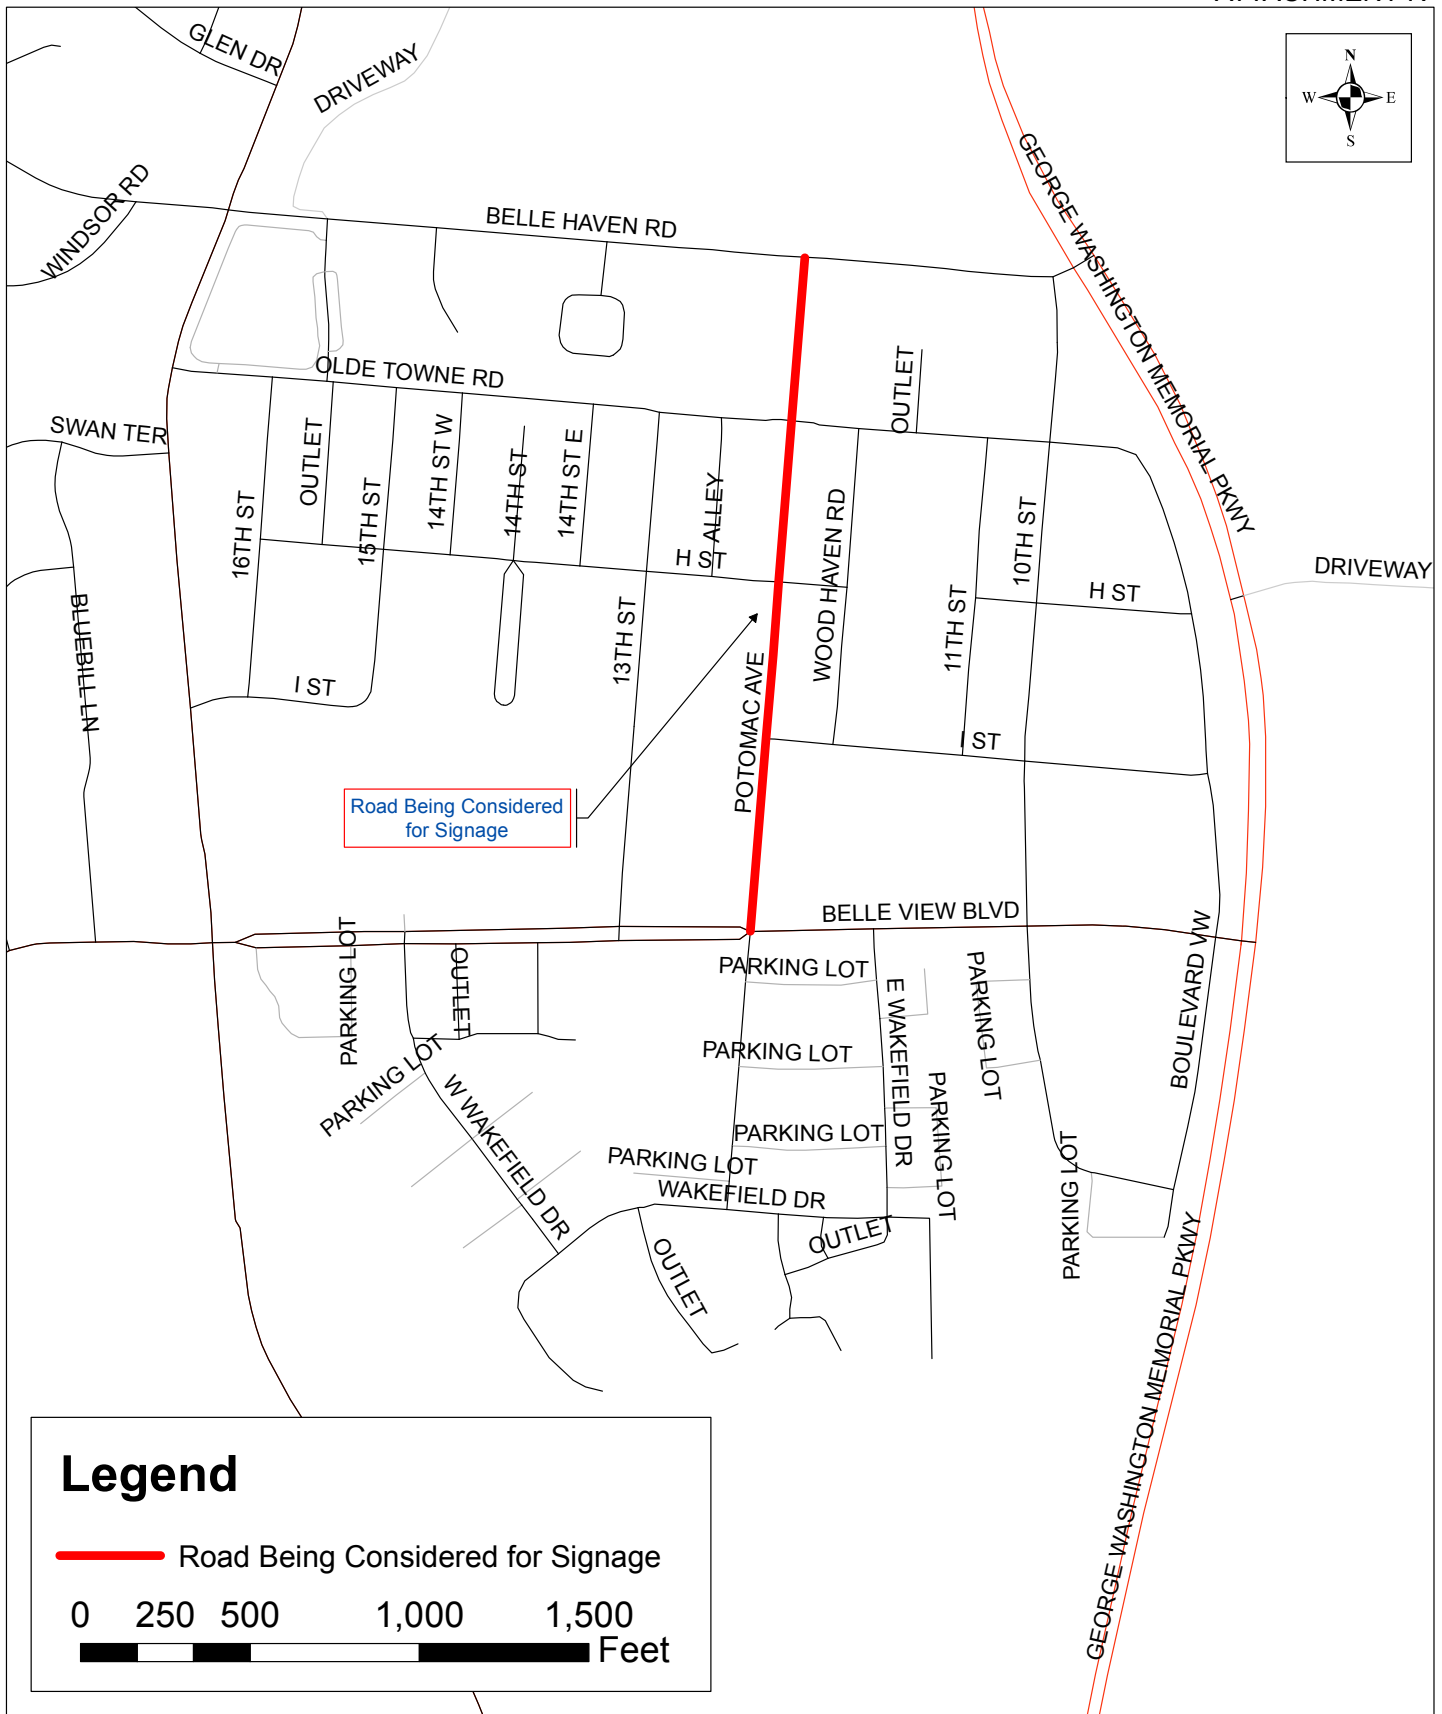 GLEN DR
DRIVEWAY
N
W
E
S
GEORGE WASHINGTON MEMORIAL PKWY
WINDSOR RD
BELLE HAVEN RD
OLDE TOWNE RD
OUTLET
SWAN TER
16TH ST
OUTLET
15TH ST
14TH ST W
14TH ST
14TH ST E
ALLEY
H ST
WOOD HAVEN RD
10TH ST
DRIVEWAY
H ST
11TH ST
13TH ST
BLUEBILL LN
I ST
POTOMAC AVE
I ST
Road Being Considered
for Signage
BELLE VIEW BLVD
PARKING LOT
OUTLET
PARKING LOT
E WAKEFIELD DR
PARKING LOT
BOULEVARD VW
PARKING LOT
PARKING LOT
W WAKEFIELD DR
PARKING LOT
PARKING LOT
PARKING LOT
WAKEFIELD DR
PARKING LOT
OUTLET
OUTLET
GEORGE WASHINGTON MEMORIAL PKWY
Legend
Road Being Considered for Signage
0 250 500 1,000 1,500
Feet